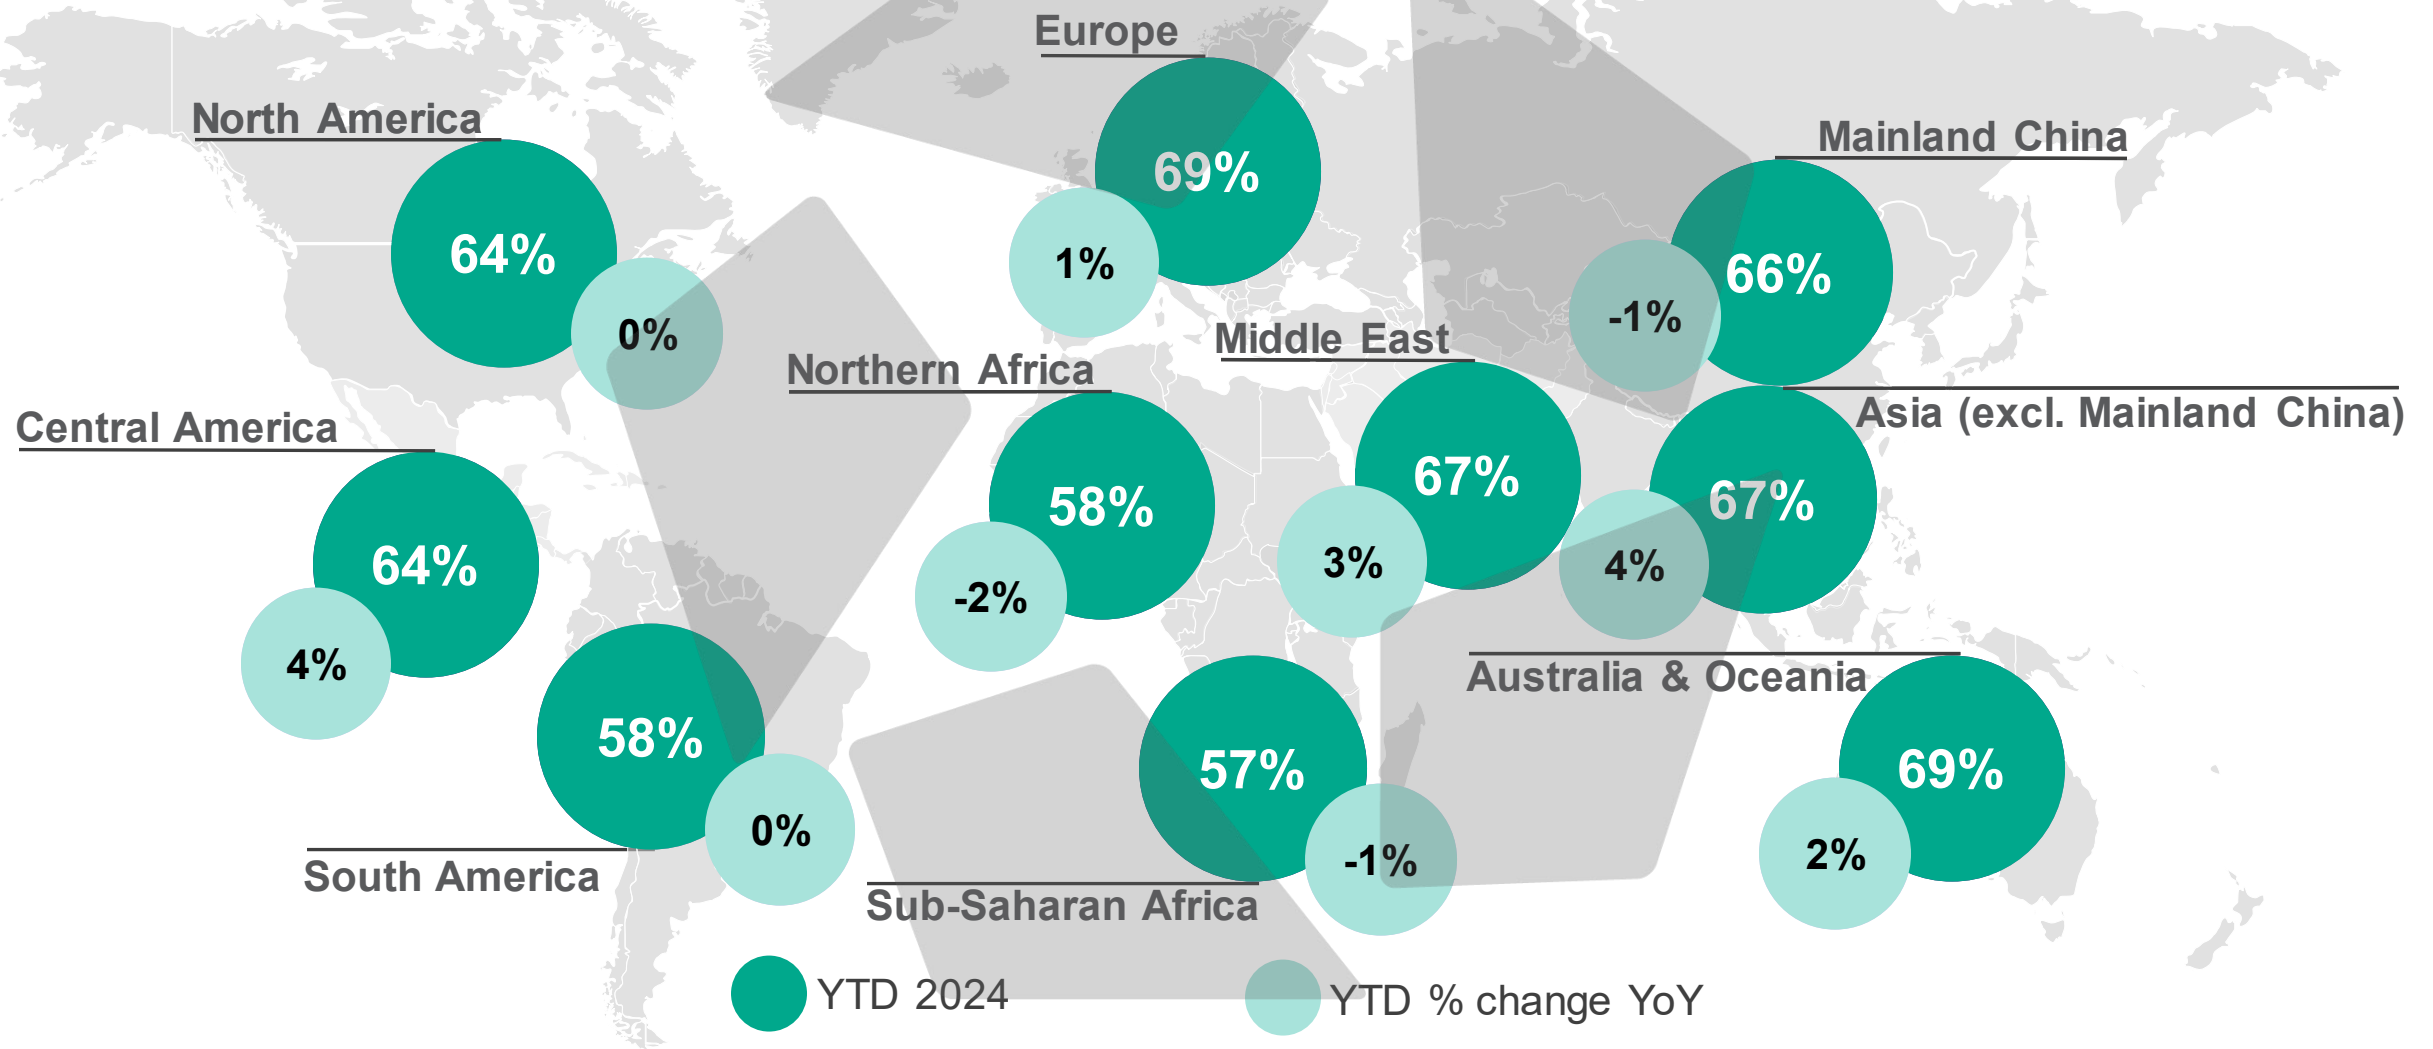 Europe
69%
1%
North America
64%
0%
Mainland China
66%
-1%
Middle East
67%
3%
Northern Africa
58%
-2%
Asia (excl. Mainland China)
67%
4%
Central America
64%
4%
South America
58%
0%
Sub-Saharan Africa
57%
-1%
Australia & Oceania
69%
2%
YTD 2024
YTD % change YoY